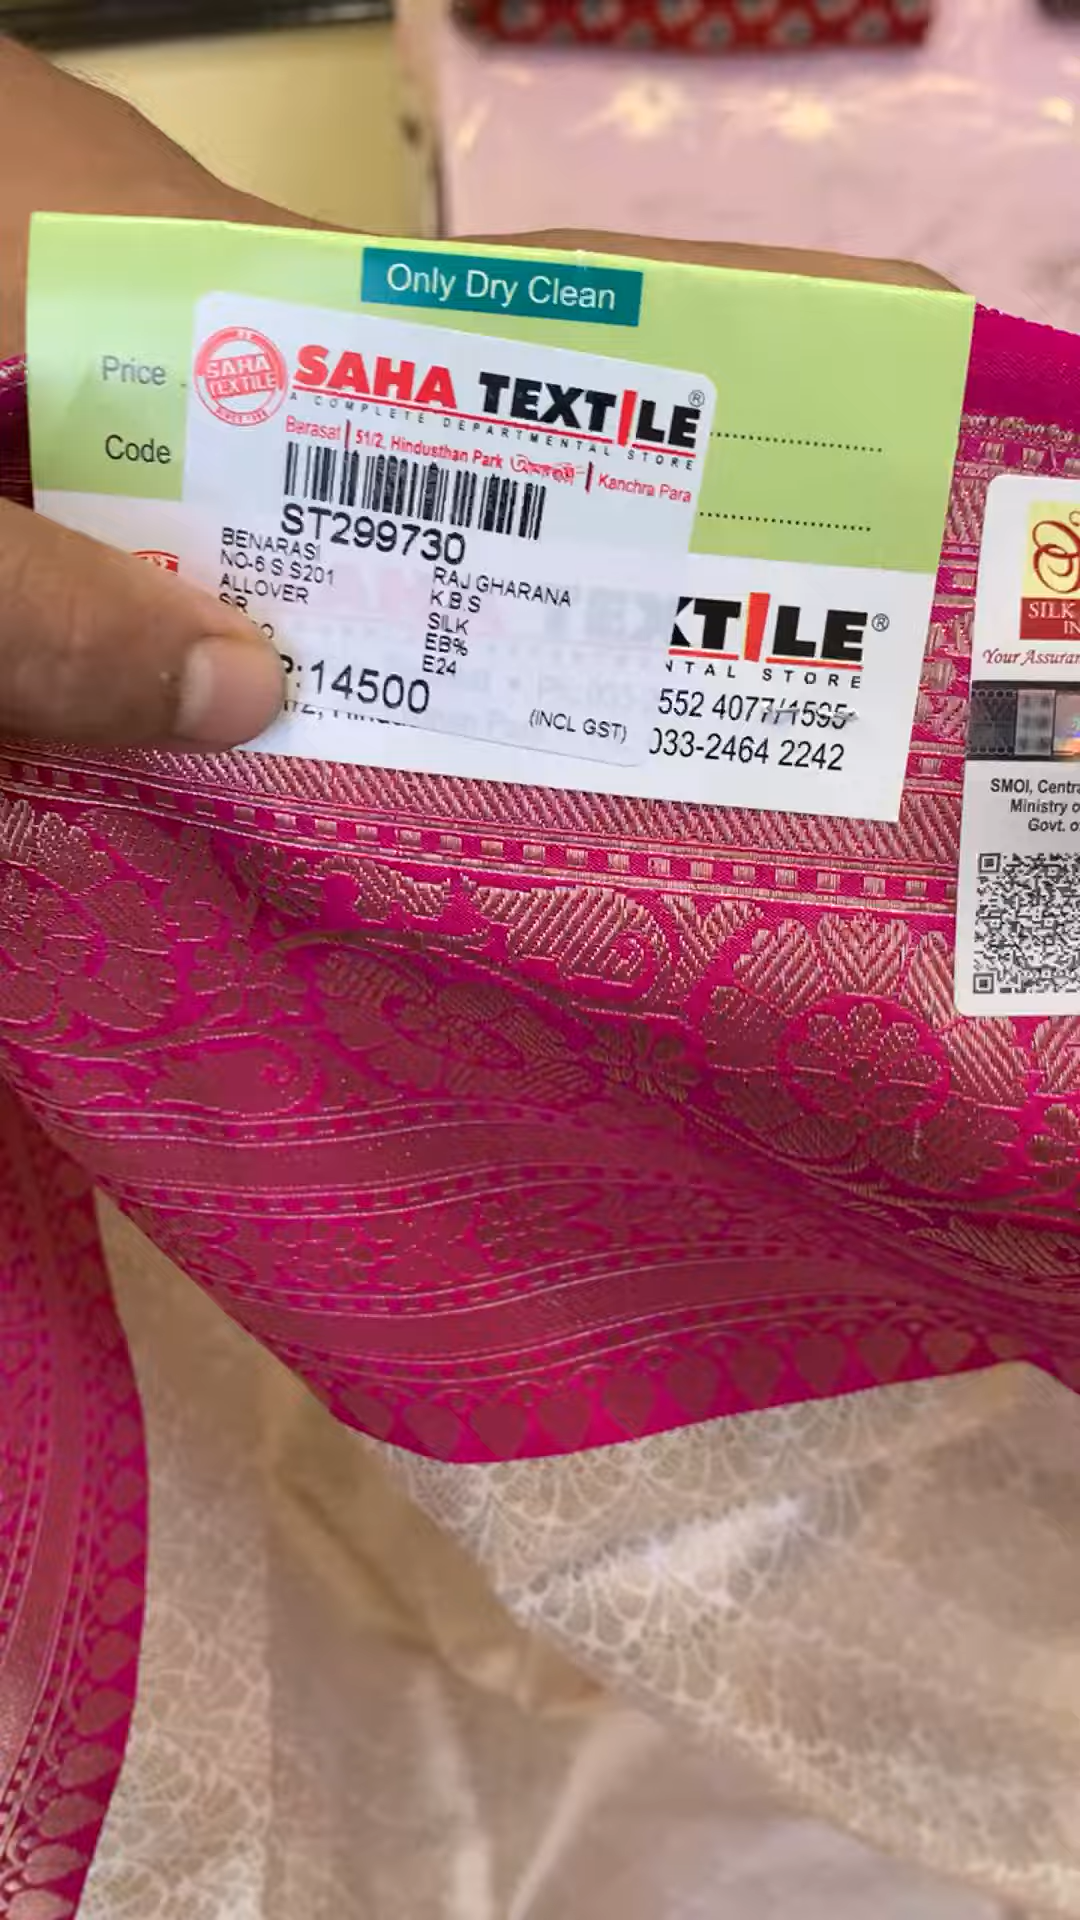 Only Dry Clean
Price
Code
SAHA TEXTILE
SAHA TEXTILE ®
A COMPLETE DEPARTMENTAL STORE
Barasat | 51/2, Hindusthan Park | Kanchra Para
ST299730
BENARASI
NO-6 S S201
ALLOVER
RAJ GHARANA
K.B.S
SILK
EB%
E24
:14500
(INCL GST)
XTILE®
NTAL STORE
552 4077/1595
033-2464 2242
SILK
IN
Your Assuran
SMOI, Centra
Ministry o
Govt. o